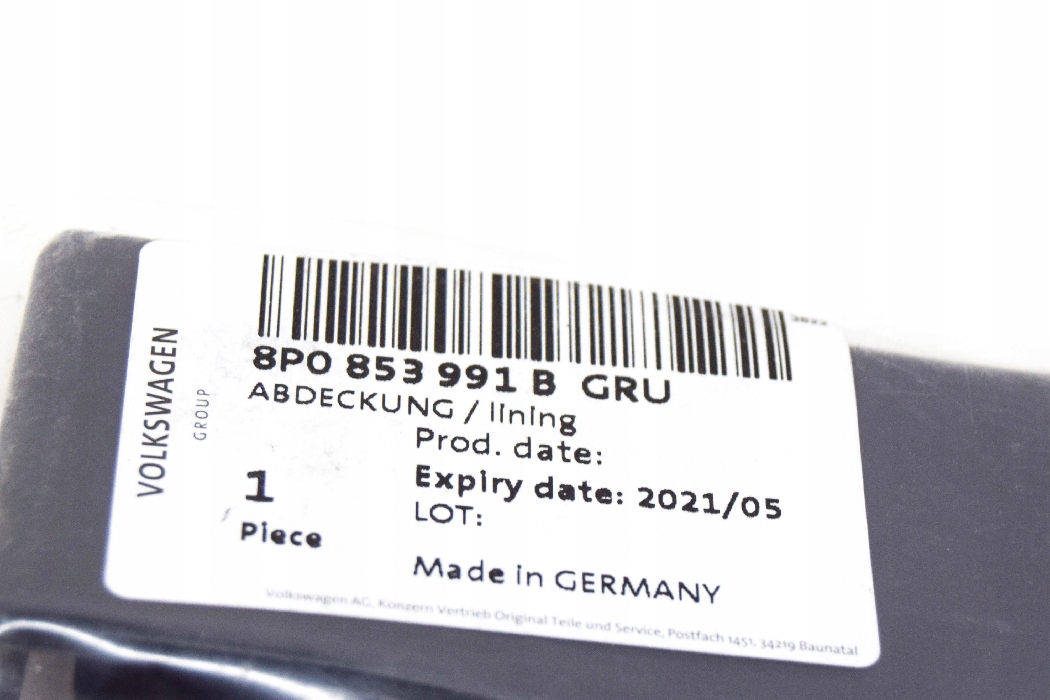 VOLKSWAGEN
GROUP
8P0 853 991 B GRU
ABDECKUNG / lining
Prod. date:
Expiry date: 2021/05
LOT:
1
Piece
Made in GERMANY
Volkswagen AG, Konzern Vertrieb Original Teile und Service, Postfach 1451, 34219 Baunatal